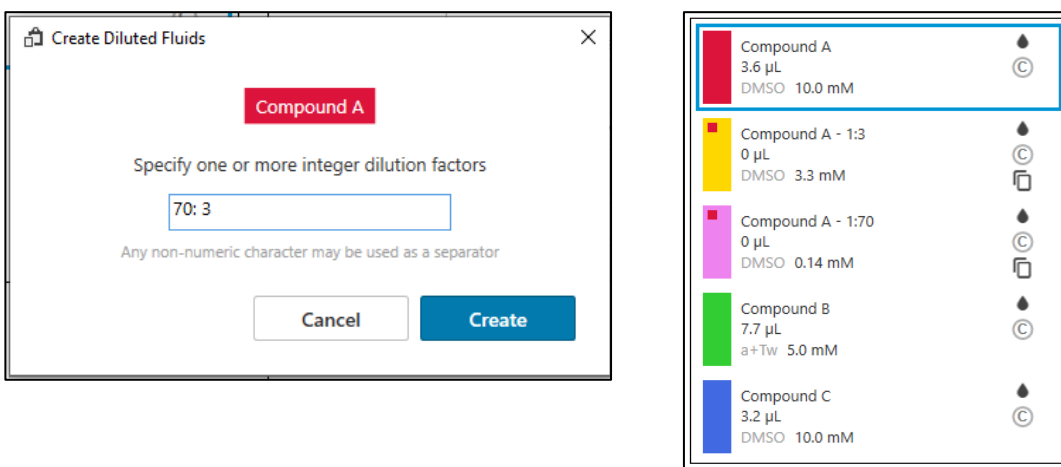 Create Diluted Fluids
Compound A
Specify one or more integer dilution factors
70: 3
Any non-numeric character may be used as a separator
Cancel
Create
Compound A
3.6 µL
DMSO 10.0 mM
C
Compound A - 1:3
0 µL
DMSO 3.3 mM
C
Compound A - 1:70
0 µL
DMSO 0.14 mM
C
Compound B
7.7 µL
a+Tw 5.0 mM
C
Compound C
3.2 µL
DMSO 10.0 mM
C